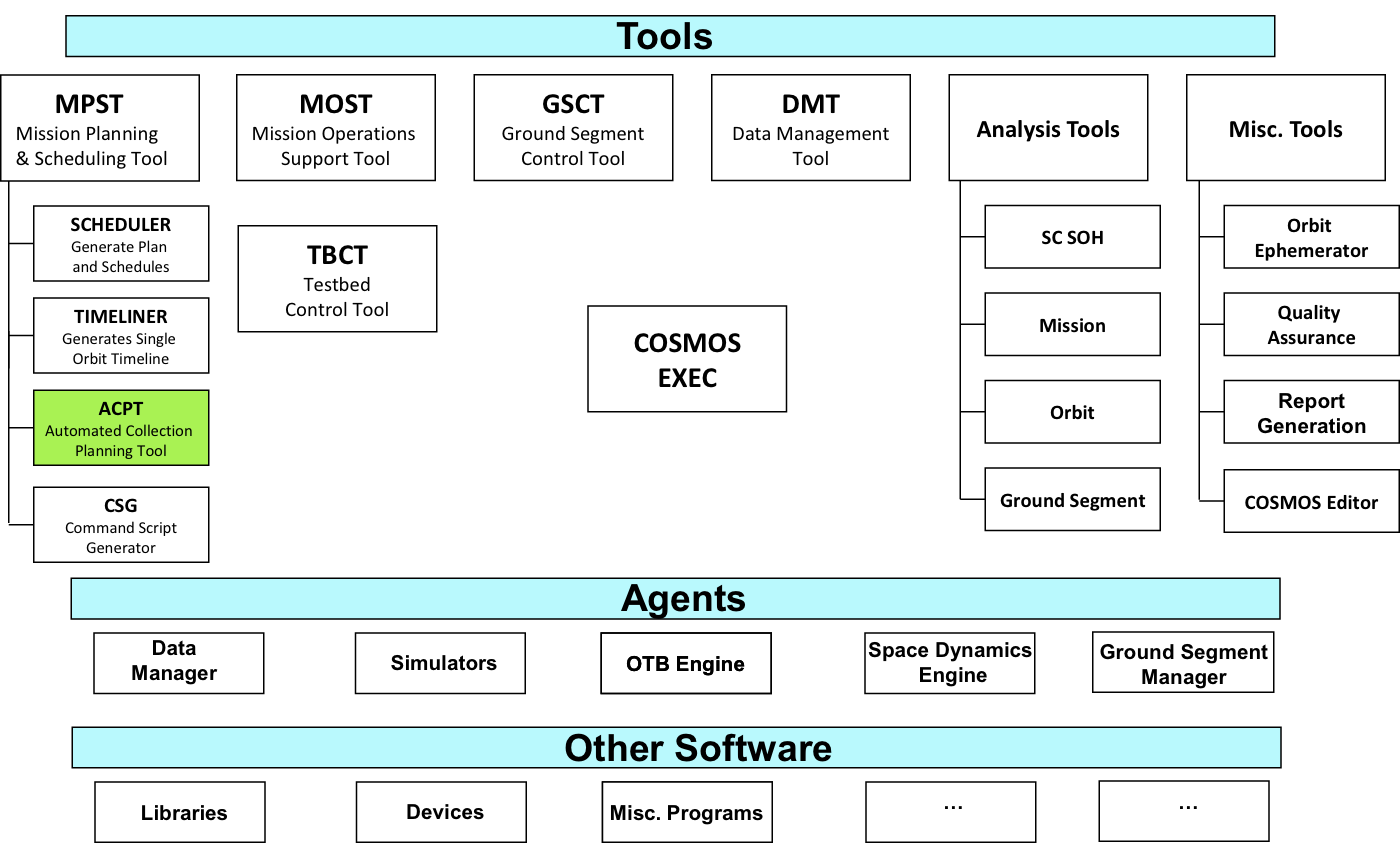 Tools
MPST
Mission Planning
& Scheduling Tool
MOST
Mission Operations
Support Tool
GSCT
Ground Segment
Control Tool
DMT
Data Management
Tool
Analysis Tools
Misc. Tools
SCHEDULER
Generate Plan
and Schedules
TIMELINER
Generates Single
Orbit Timeline
ACPT
Automated Collection
Planning Tool
CSG
Command Script
Generator
TBCT
Testbed
Control Tool
COSMOS
EXEC
SC SOH
Mission
Orbit
Ground Segment
Orbit
Ephemerator
Quality
Assurance
Report
Generation
COSMOS Editor
Agents
Data
Manager
Simulators
OTB Engine
Space Dynamics
Engine
Ground Segment
Manager
Other Software
Libraries
Devices
Misc. Programs
...
...